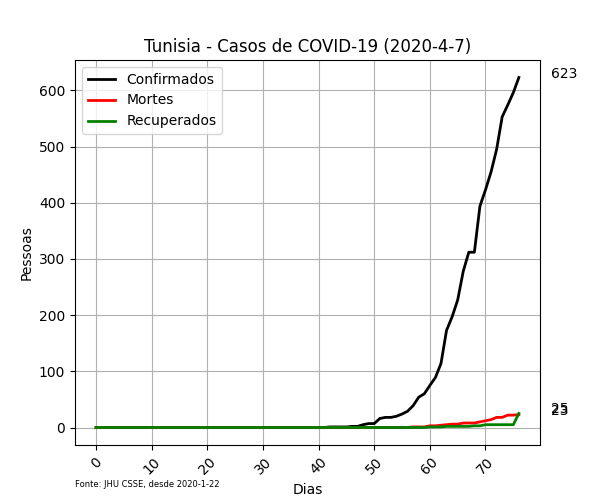 Tunisia - Casos de COVID-19 (2020-4-7)
Confirmados
Mortes
Recuperados
623
25
23
Pessoas
600
500
400
300
200
100
0
0 10 20 30 40 50 60 70
Dias
Fonte: JHU CSSE, desde 2020-1-22